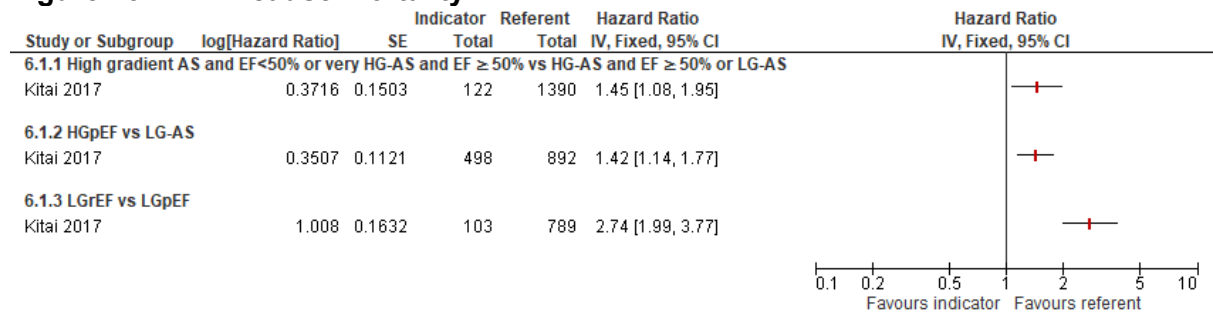 Indicator Referent Hazard Ratio Hazard Ratio
Study or Subgroup log[Hazard Ratio] SE Total Total IV, Fixed, 95% CI IV, Fixed, 95% CI
6.1.1 High gradient AS and EF<50% or very HG-AS and EF ≥ 50% vs HG-AS and EF ≥ 50% or LG-AS
Kitai 2017 0.3716 0.1503 122 1390 1.45 [1.08, 1.95]
6.1.2 HGpEF vs LG-AS
Kitai 2017 0.3507 0.1121 498 892 1.42 [1.14, 1.77]
6.1.3 LGrEF vs LGpEF
Kitai 2017 1.008 0.1632 103 789 2.74 [1.99, 3.77]
0.1 0.2 0.5 1 2 5 10
Favours indicator Favours referent